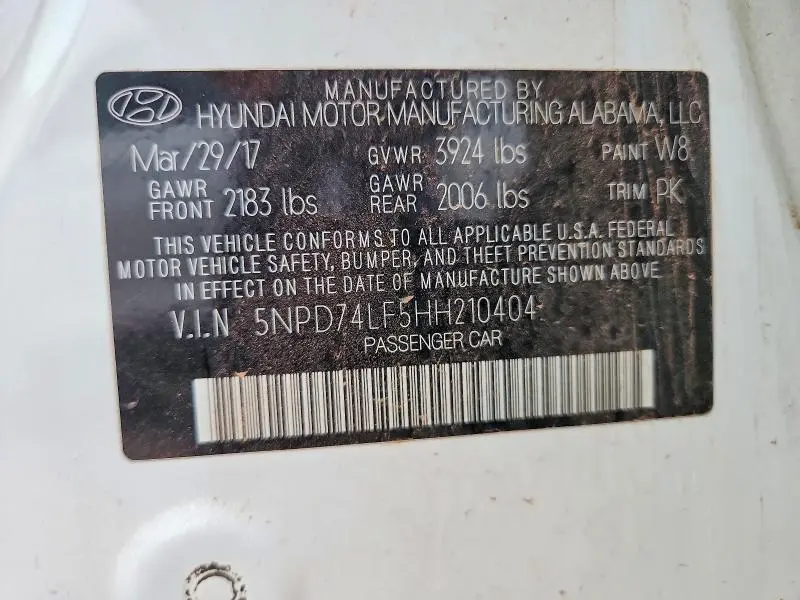 MANUFACTURED BY
HYUNDAI MOTOR MANUFACTURING ALABAMA, LLC
Mar/29/17 GVWR 3924 lbs PAINT W8
GAWR FRONT 2183 lbs GAWR REAR 2006 lbs TRIM PK
THIS VEHICLE CONFORMS TO ALL APPLICABLE U.S.A. FEDERAL
MOTOR VEHICLE SAFETY, BUMPER, AND THEFT PREVENTION STANDARDS
IN EFFECT ON THE DATE OF MANUFACTURE SHOWN ABOVE.
V.I.N 5NPD74LF5HH210404
PASSENGER CAR